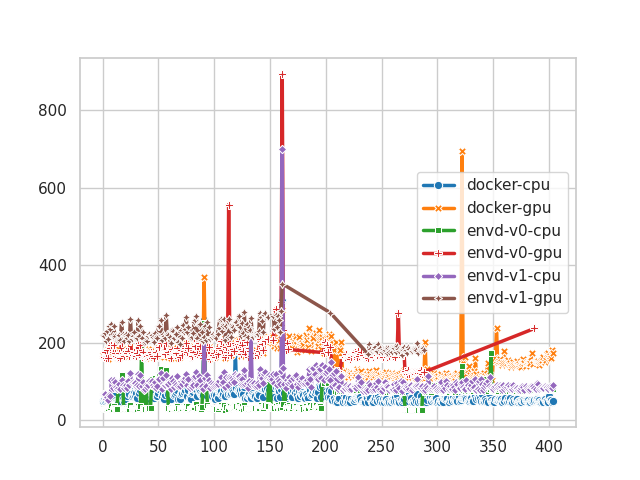 800
600
400
200
0
0 50 100 150 200 250 300 350 400
docker-cpu
docker-gpu
envd-v0-cpu
envd-v0-gpu
envd-v1-cpu
envd-v1-gpu